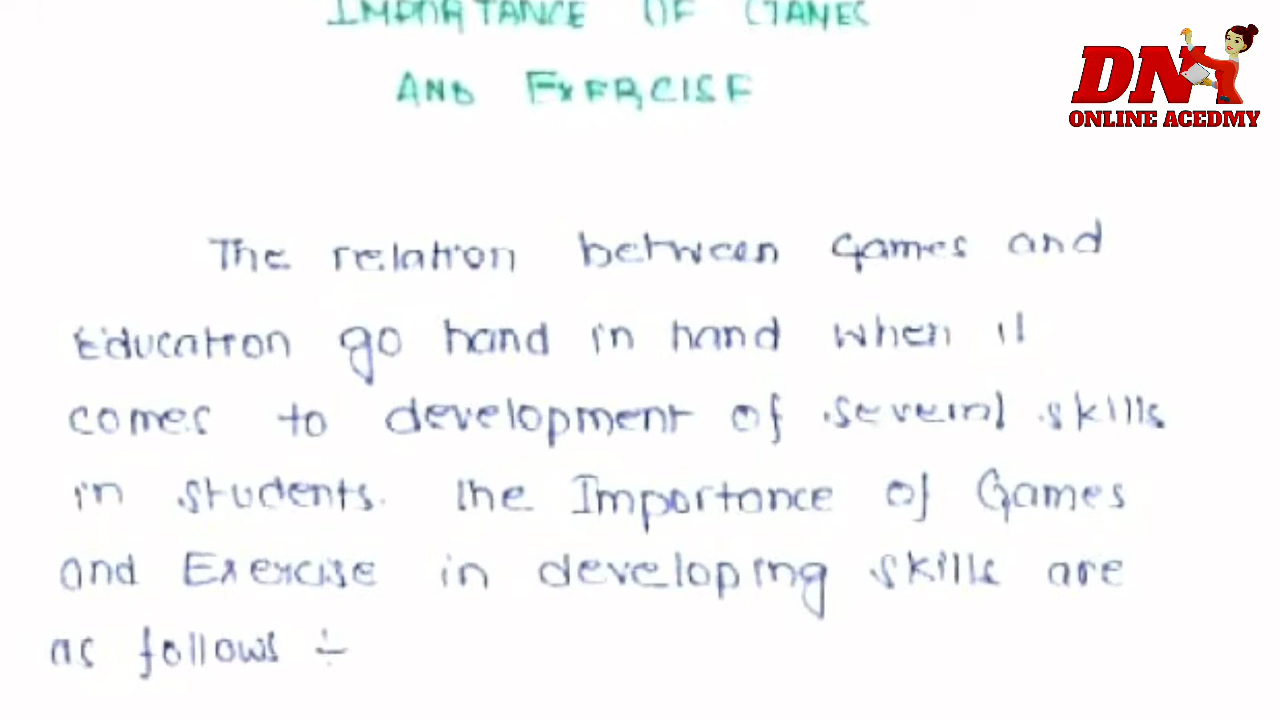 IMPORTANCE OF GAMES
AND EXERCISE
DN
ONLINE ACEDMY
The relation between Games and
Education go hand in hand when it
comes to development of several skills
in students. The Importance of Games
and Exercise in developing skills are
as follows :-